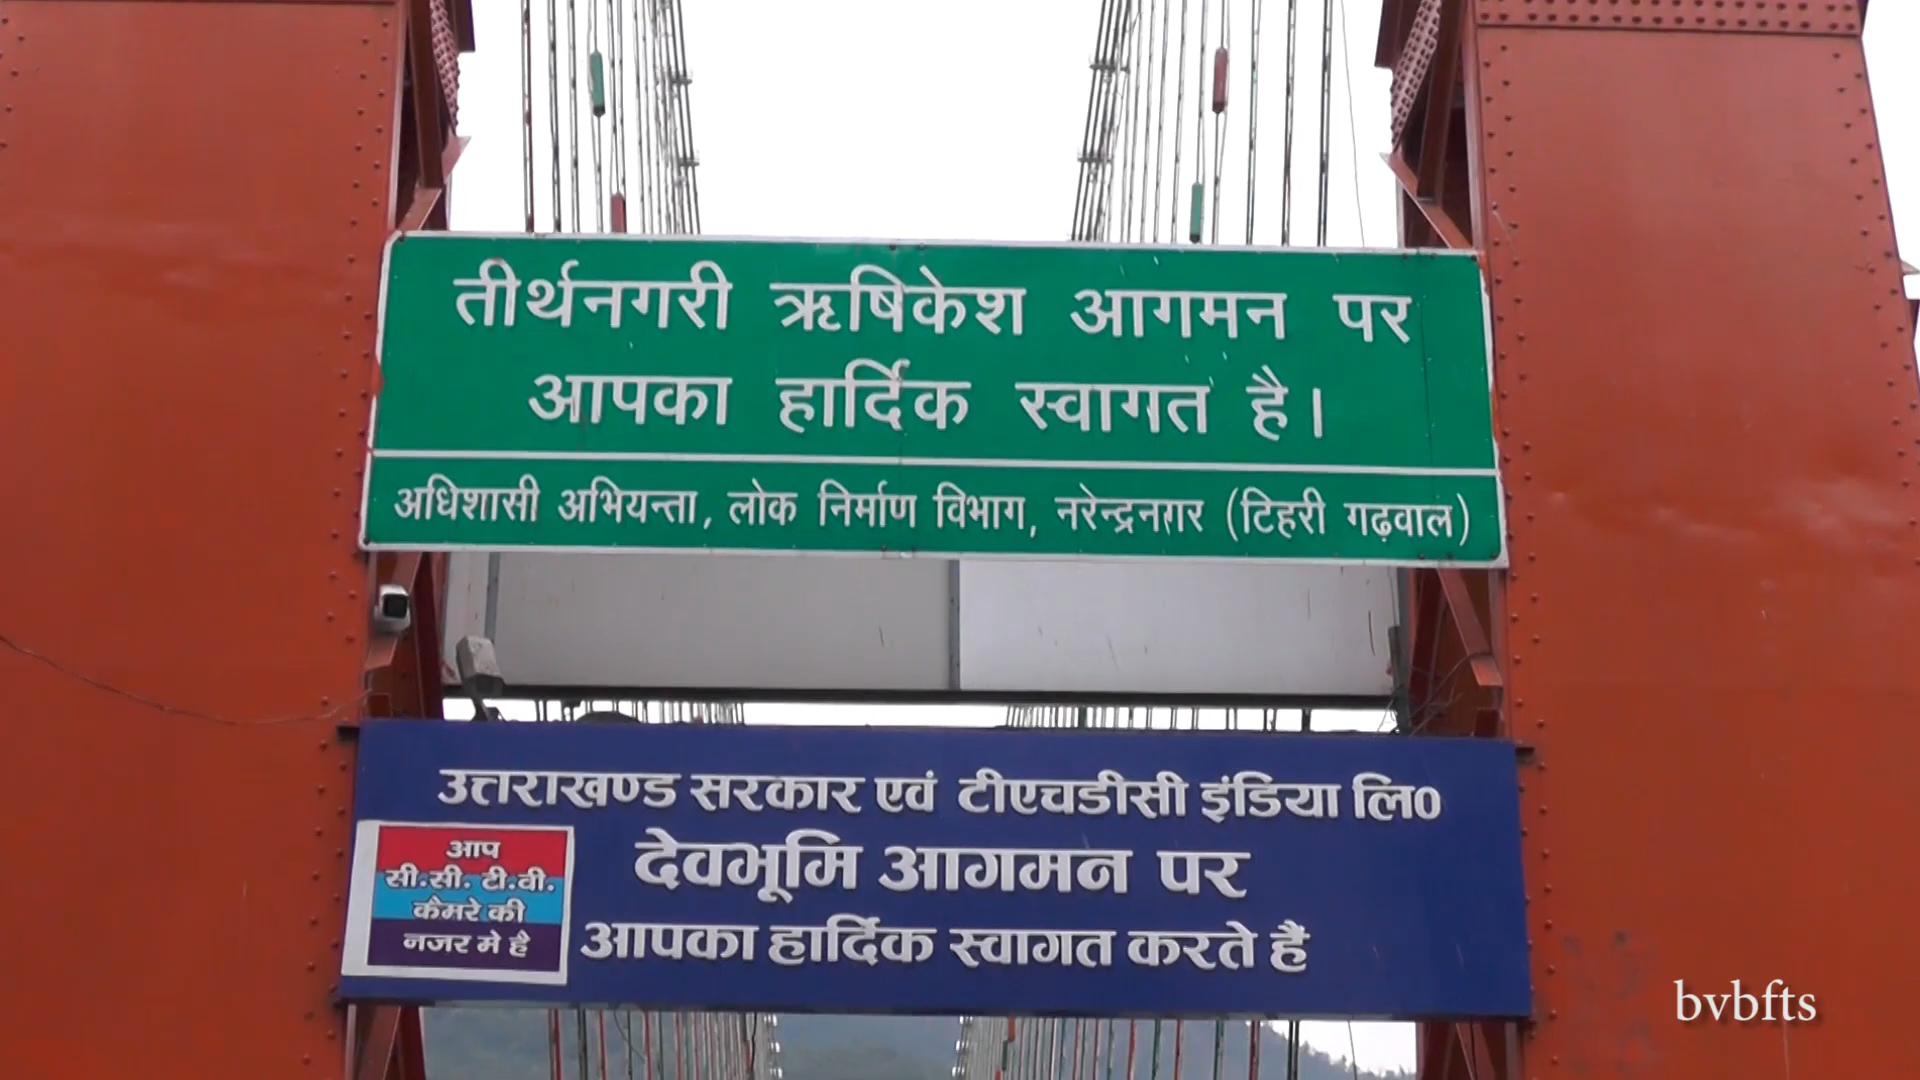 तीर्थनगरी ऋषिकेश आगमन पर
आपका हार्दिक स्वागत है।
अधिशासी अभियन्ता, लोक निर्माण विभाग, नरेन्द्रनगर (टिहरी गढ़वाल)
उत्तराखण्ड सरकार एवं टीएचडीसी इंडिया लि0
देवभूमि आगमन पर
आपका हार्दिक स्वागत करते हैं
आप
सी.सी. टी.वी.
कैमरे की
नजर मे है
bvbfts